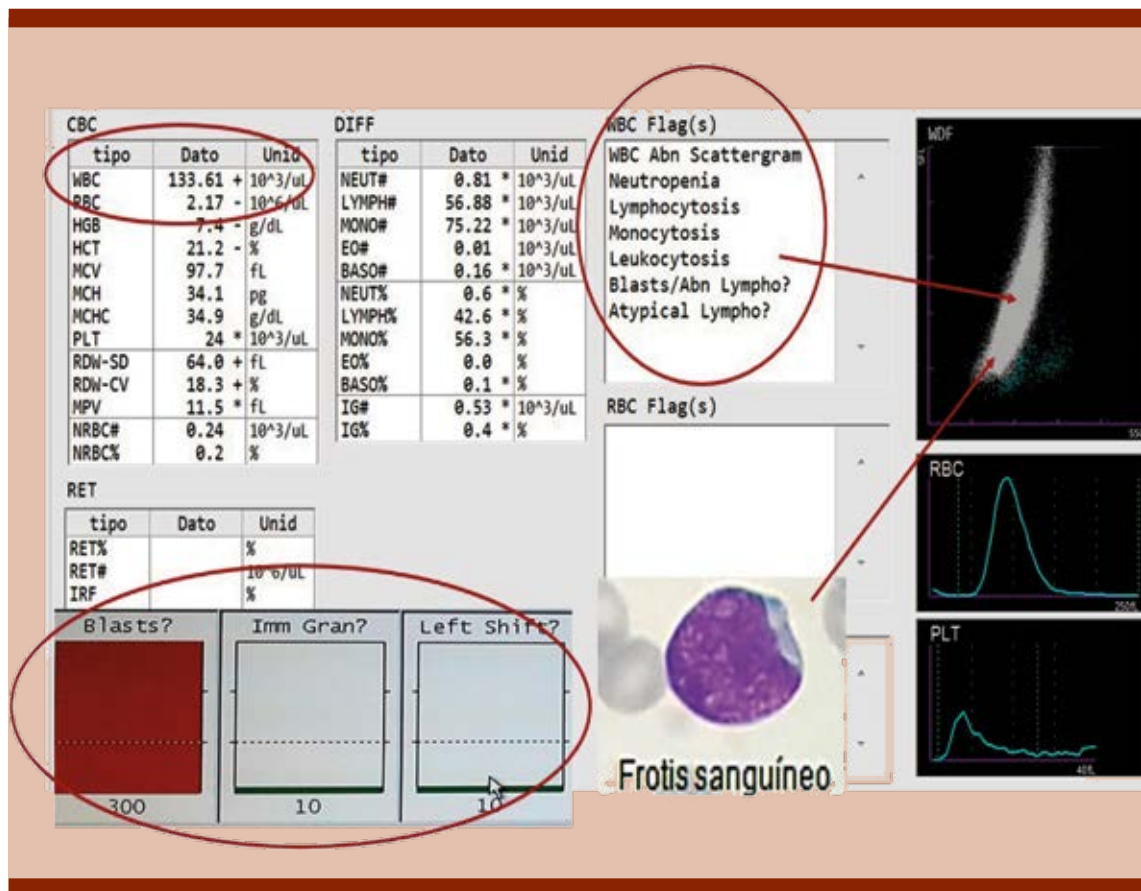 CBC
tipo Dato Unid
WBC 133.61 + 10^3/uL
RBC 2.17 - 10^6/uL
HGB 7.4 - g/dL
HCT 21.2 - %
MCV 97.7 fL
MCH 34.1 pg
MCHC 34.9 g/dL
PLT 24 * 10^3/uL
RDW-SD 64.0 + fL
RDW-CV 18.3 + %
MPV 11.5 * fL
NRBC# 0.24 10^3/uL
NRBC% 0.2 %
RET
tipo Dato Unid
RET% %
RET# 10^6/uL
IRF %
DIFF
tipo Dato Unid
NEUT# 0.81 * 10^3/uL
LYMPH# 56.88 * 10^3/uL
MONO# 75.22 * 10^3/uL
EO# 0.01 10^3/uL
BASO# 0.16 * 10^3/uL
NEUT% 0.6 * %
LYMPH% 42.6 * %
MONO% 56.3 * %
EO% 0.0 %
BASO% 0.1 * %
IG# 0.53 * 10^3/uL
IG% 0.4 * %
WBC Flag(s)
WBC Abn Scattergram
Neutropenia
Lymphocytosis
Monocytosis
Leukocytosis
Blasts/Abn Lympho?
Atypical Lympho?
RBC Flag(s)
Blasts? Imm Gran? Left Shift?
300 10 10
Frotis sanguíneo
WDF
RBC
250fL
PLT
40fL